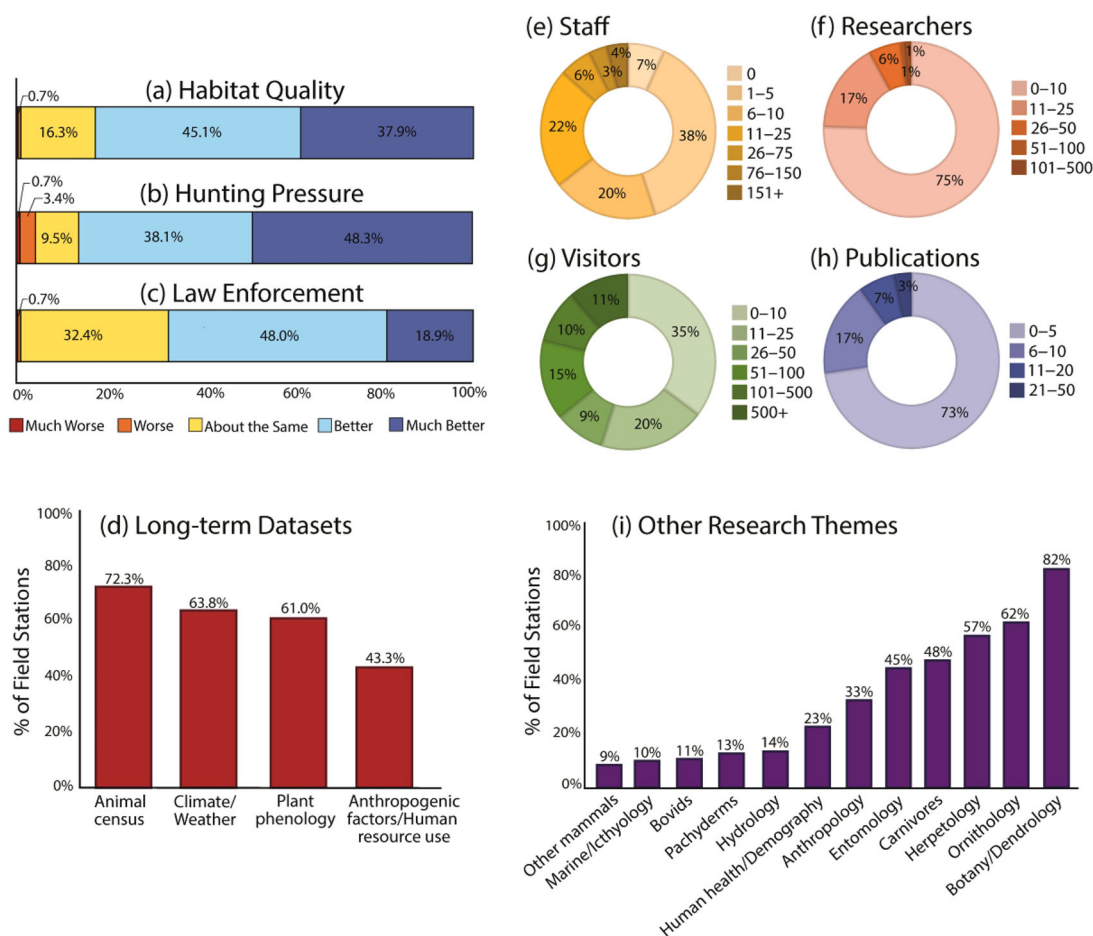 (a) Habitat Quality
0.7%
16.3%
45.1%
37.9%
(b) Hunting Pressure
0.7%
3.4%
9.5%
38.1%
48.3%
(c) Law Enforcement
0.7%
32.4%
48.0%
18.9%
0%
20%
40%
60%
80%
100%
Much Worse
Worse
About the Same
Better
Much Better
(e) Staff
4%
7%
6%
3%
22%
38%
20%
0
1–5
6–10
11–25
26–75
76–150
151+
(f) Researchers
1%
6%
1%
17%
75%
0–10
11–25
26–50
51–100
101–500
(g) Visitors
11%
10%
35%
15%
9%
20%
0–10
11–25
26–50
51–100
101–500
500+
(h) Publications
3%
7%
17%
73%
0–5
6–10
11–20
21–50
(d) Long-term Datasets
% of Field Stations
100%
80%
60%
40%
20%
0%
72.3%
63.8%
61.0%
43.3%
Animal
census
Climate/
Weather
Plant
phenology
Anthropogenic
factors/Human
resource use
(i) Other Research Themes
% of Field Stations
100%
80%
60%
40%
20%
0%
9%
10%
11%
13%
14%
23%
33%
45%
48%
57%
62%
82%
Other mammals
Marine/Icthyology
Bovids
Pachyderms
Hydrology
Human health/Demography
Anthropology
Entomology
Carnivores
Herpetology
Ornithology
Botany/Dendrology